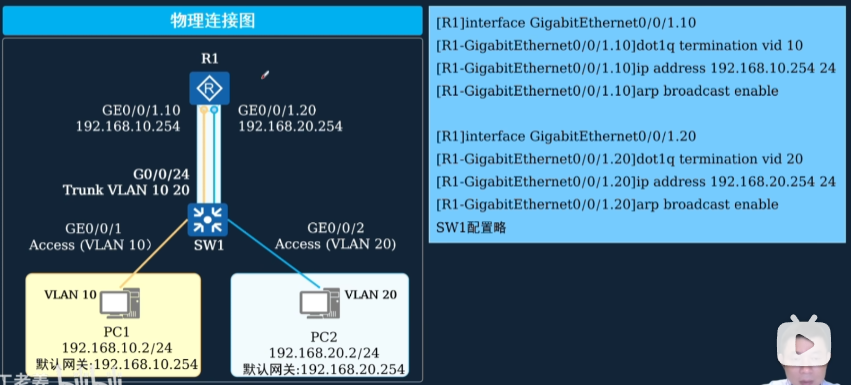 物理连接图
R1
GE0/0/1.10
192.168.10.254
GE0/0/1.20
192.168.20.254
G0/0/24
Trunk VLAN 10 20
GE0/0/1
Access (VLAN 10)
SW1
GE0/0/2
Access (VLAN 20)
VLAN 10
PC1
192.168.10.2/24
默认网关:192.168.10.254
VLAN 20
PC2
192.168.20.2/24
默认网关:192.168.20.254
[R1]interface GigabitEthernet0/0/1.10
[R1-GigabitEthernet0/0/1.10]dot1q termination vid 10
[R1-GigabitEthernet0/0/1.10]ip address 192.168.10.254 24
[R1-GigabitEthernet0/0/1.10]arp broadcast enable
[R1]interface GigabitEthernet0/0/1.20
[R1-GigabitEthernet0/0/1.20]dot1q termination vid 20
[R1-GigabitEthernet0/0/1.20]ip address 192.168.20.254 24
[R1-GigabitEthernet0/0/1.20]arp broadcast enable
SW1配置略